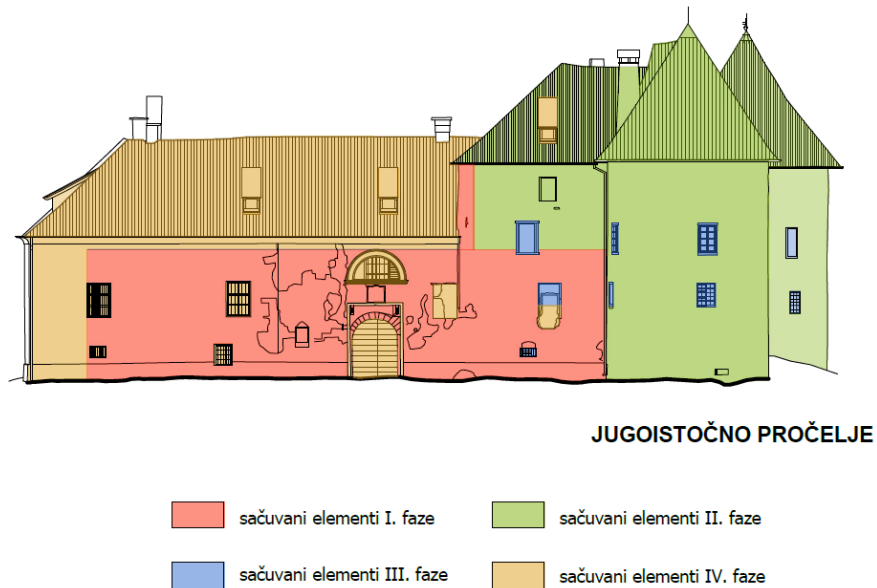 JUGOISTOČNO PROČELJE
sačuvani elementi I. faze
sačuvani elementi II. faze
sačuvani elementi III. faze
sačuvani elementi IV. faze